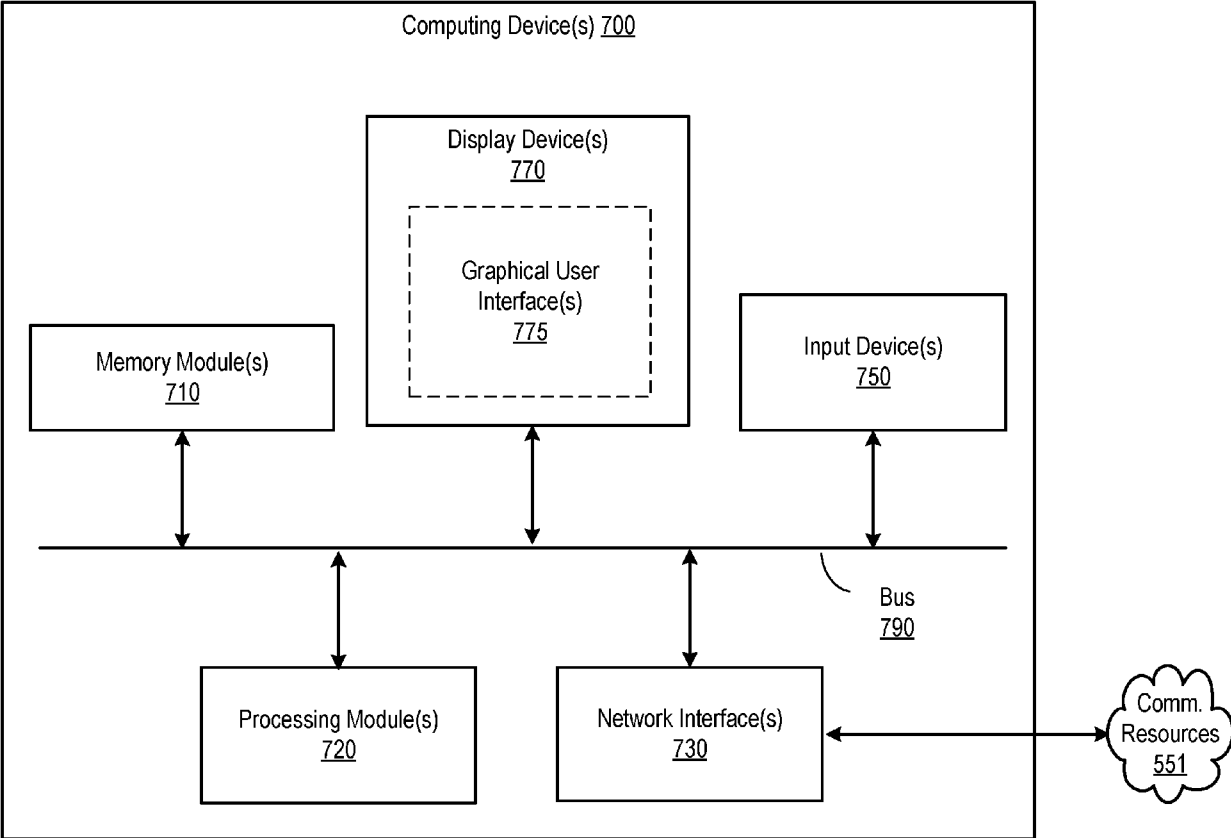 Computing Device(s) 700
Display Device(s)
770
Graphical User
Interface(s)
775
Memory Module(s)
710
Input Device(s)
750
Bus
790
Processing Module(s)
720
Network Interface(s)
730
Comm.
Resources
551